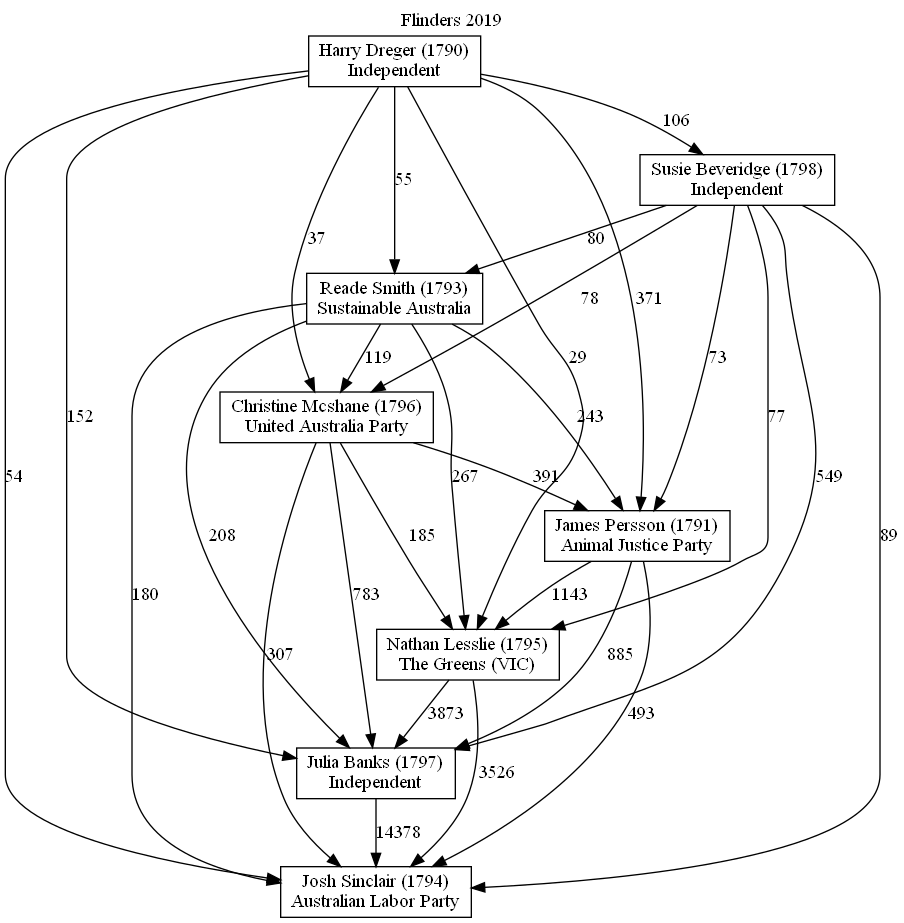 Flinders 2019
Harry Dreger (1790)
Independent
106
Susie Beveridge (1798)
Independent
55
37
80
Reade Smith (1793)
Sustainable Australia
78
371
119
29
73
Christine Mcshane (1796)
United Australia Party
152
243
77
54
267
391
549
James Persson (1791)
Animal Justice Party
208
185
89
180
783
1143
Nathan Lesslie (1795)
The Greens (VIC)
307
885
3873
493
Julia Banks (1797)
Independent
3526
14378
Josh Sinclair (1794)
Australian Labor Party